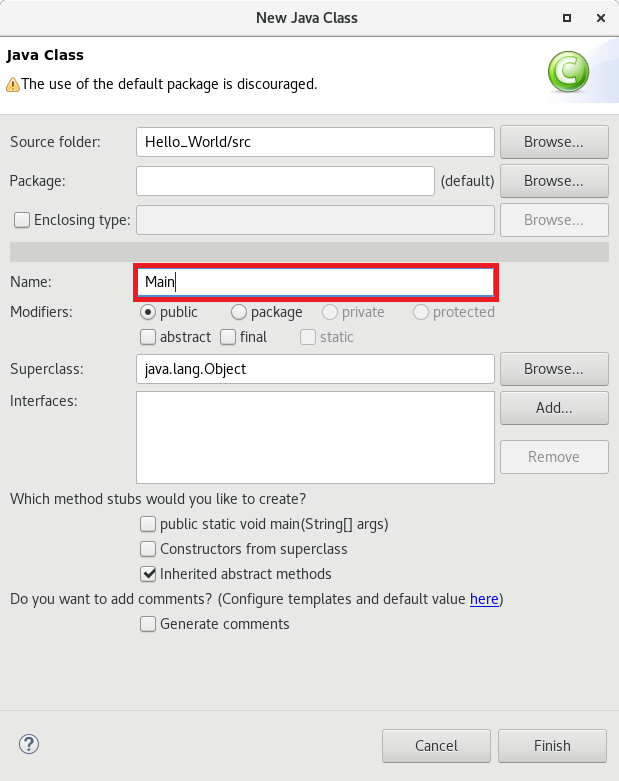 New Java Class
Java Class
The use of the default package is discouraged.
Source folder: Hello_World/src Browse...
Package: (default) Browse...
Enclosing type: Browse...
Name: Main
Modifiers: public package private protected
abstract final static
Superclass: java.lang.Object Browse...
Interfaces: Add...
Remove
Which method stubs would you like to create?
public static void main(String[] args)
Constructors from superclass
Inherited abstract methods
Do you want to add comments? (Configure templates and default value here)
Generate comments
? Cancel Finish